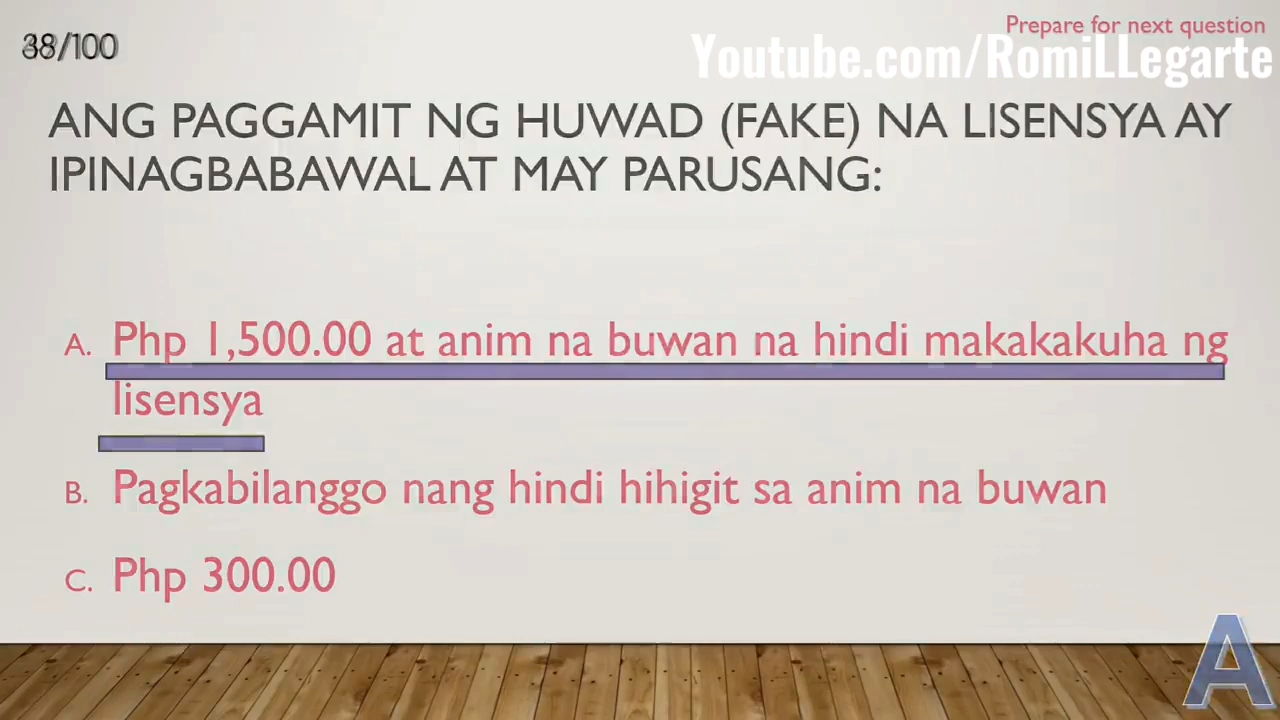 38/100
Prepare for next question
Youtube.com/RomiLLegarte
ANG PAGGAMIT NG HUWAD (FAKE) NA LISENSYA AY
IPINAGBABAWAL AT MAY PARUSANG:
A. Php 1,500.00 at anim na buwan na hindi makakakuha ng
lisensya
B. Pagkabilanggo nang hindi hihigit sa anim na buwan
C. Php 300.00
A